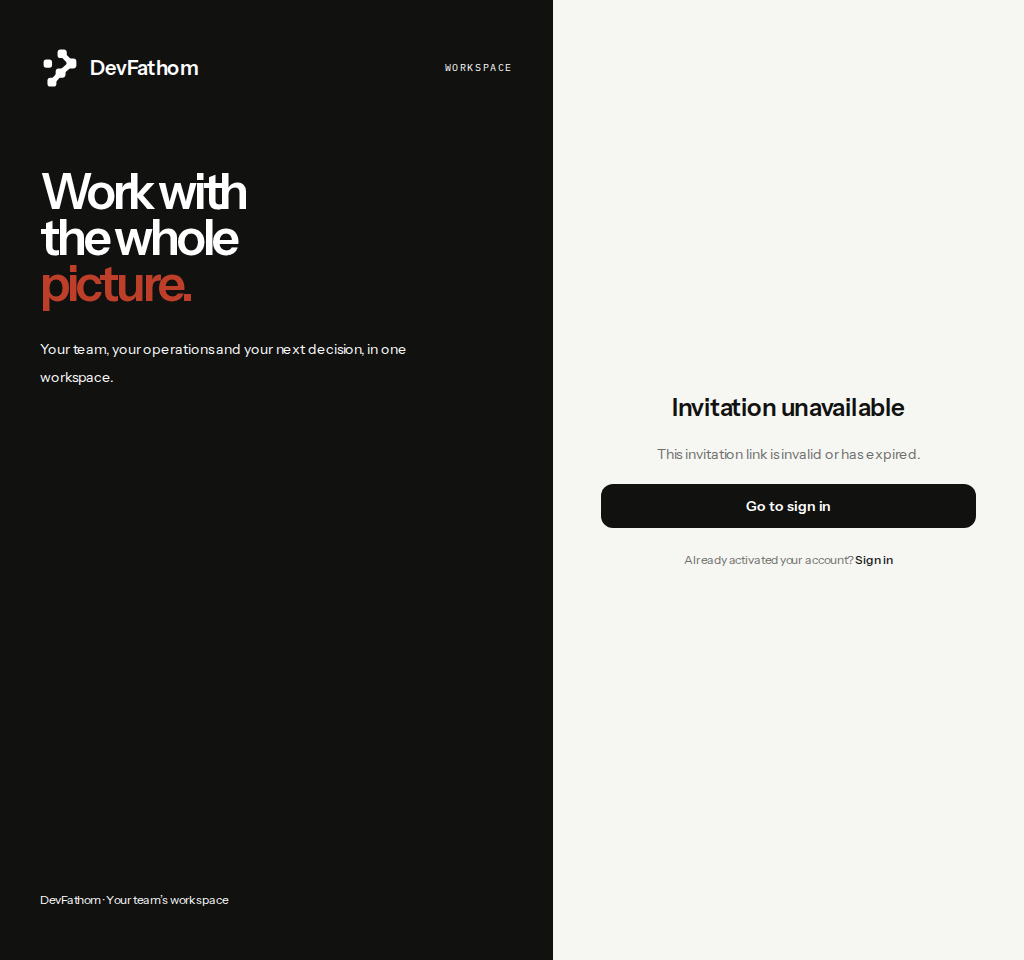 DevFathom
WORKSPACE
Work with
the whole
picture.
Your team, your operations and your next decision, in one
workspace.
DevFathom · Your team's workspace
Invitation unavailable
This invitation link is invalid or has expired.
Go to sign in
Already activated your account? Sign in